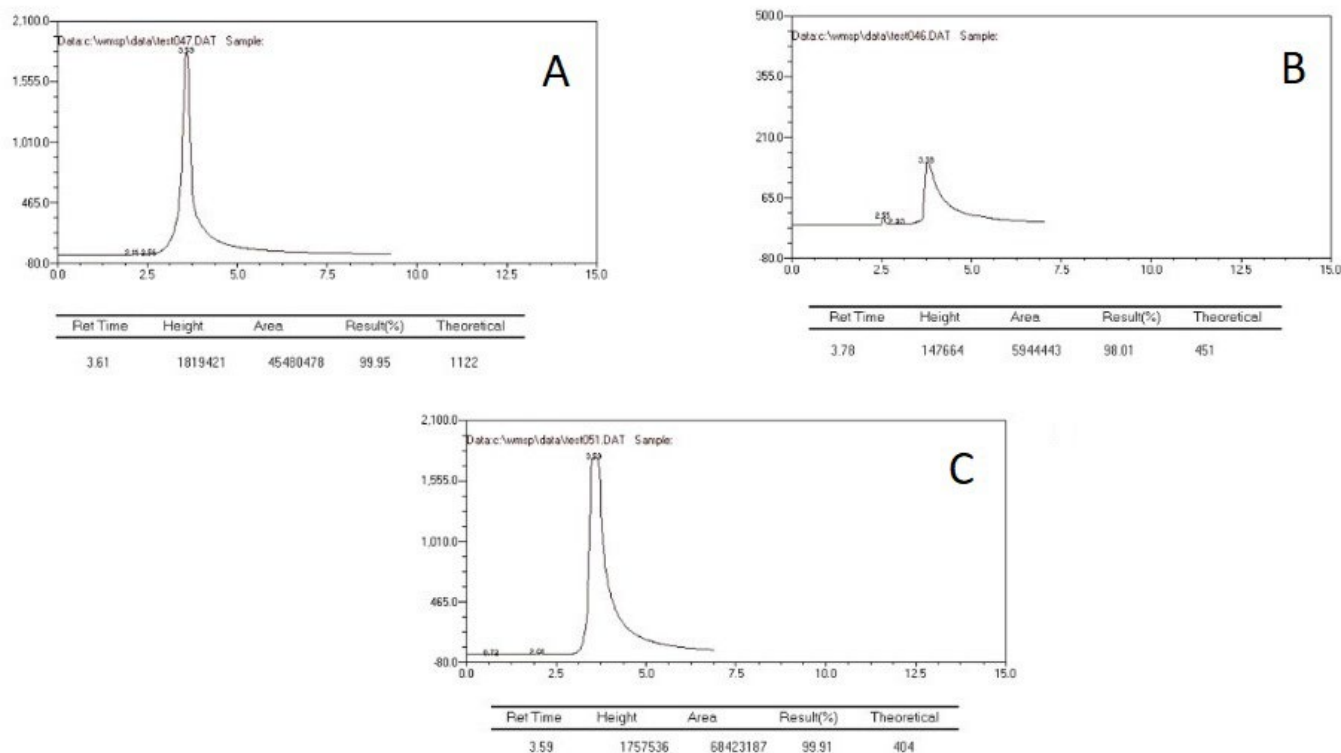 2,100.0
Data:c:\wmsp\data\test047.DAT Sample:
A
1,555.0
1,010.0
465.0
-80.0
0.0 2.5 5.0 7.5 10.0 12.5 15.0
Ret Time Height Area Result(%) Theoretical
3.61 1819421 45480478 99.95 1122
500.0
Data:c:\wmsp\data\test046.DAT Sample:
B
355.0
210.0
65.0
-80.0
0.0 2.5 5.0 7.5 10.0 12.5 15.0
Ret Time Height Area Result(%) Theoretical
3.78 147664 5944443 98.01 451
2,100.0
Data:c:\wmsp\data\test051.DAT Sample:
C
1,555.0
1,010.0
465.0
-80.0
0.0 2.5 5.0 7.5 10.0 12.5 15.0
Ret Time Height Area Result(%) Theoretical
3.59 1757536 68423187 99.91 404